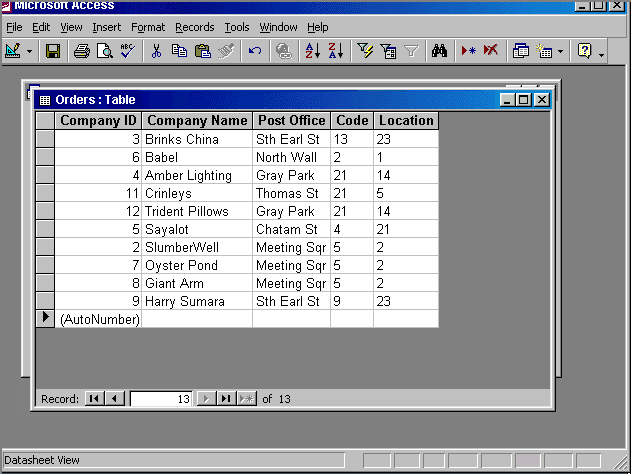 Microsoft Access
File Edit View Insert Format Records Tools Window Help
Orders : Table
Company ID Company Name Post Office Code Location
3 Brinks China Sth Earl St 13 23
6 Babel North Wall 2 1
4 Amber Lighting Gray Park 21 14
11 Crinleys Thomas St 21 5
12 Trident Pillows Gray Park 21 14
5 Sayalot Chatam St 4 21
2 SlumberWell Meeting Sqr 5 2
7 Oyster Pond Meeting Sqr 5 2
8 Giant Arm Meeting Sqr 5 2
9 Harry Sumara Sth Earl St 9 23
(AutoNumber)
Record: 13 of 13
Datasheet View